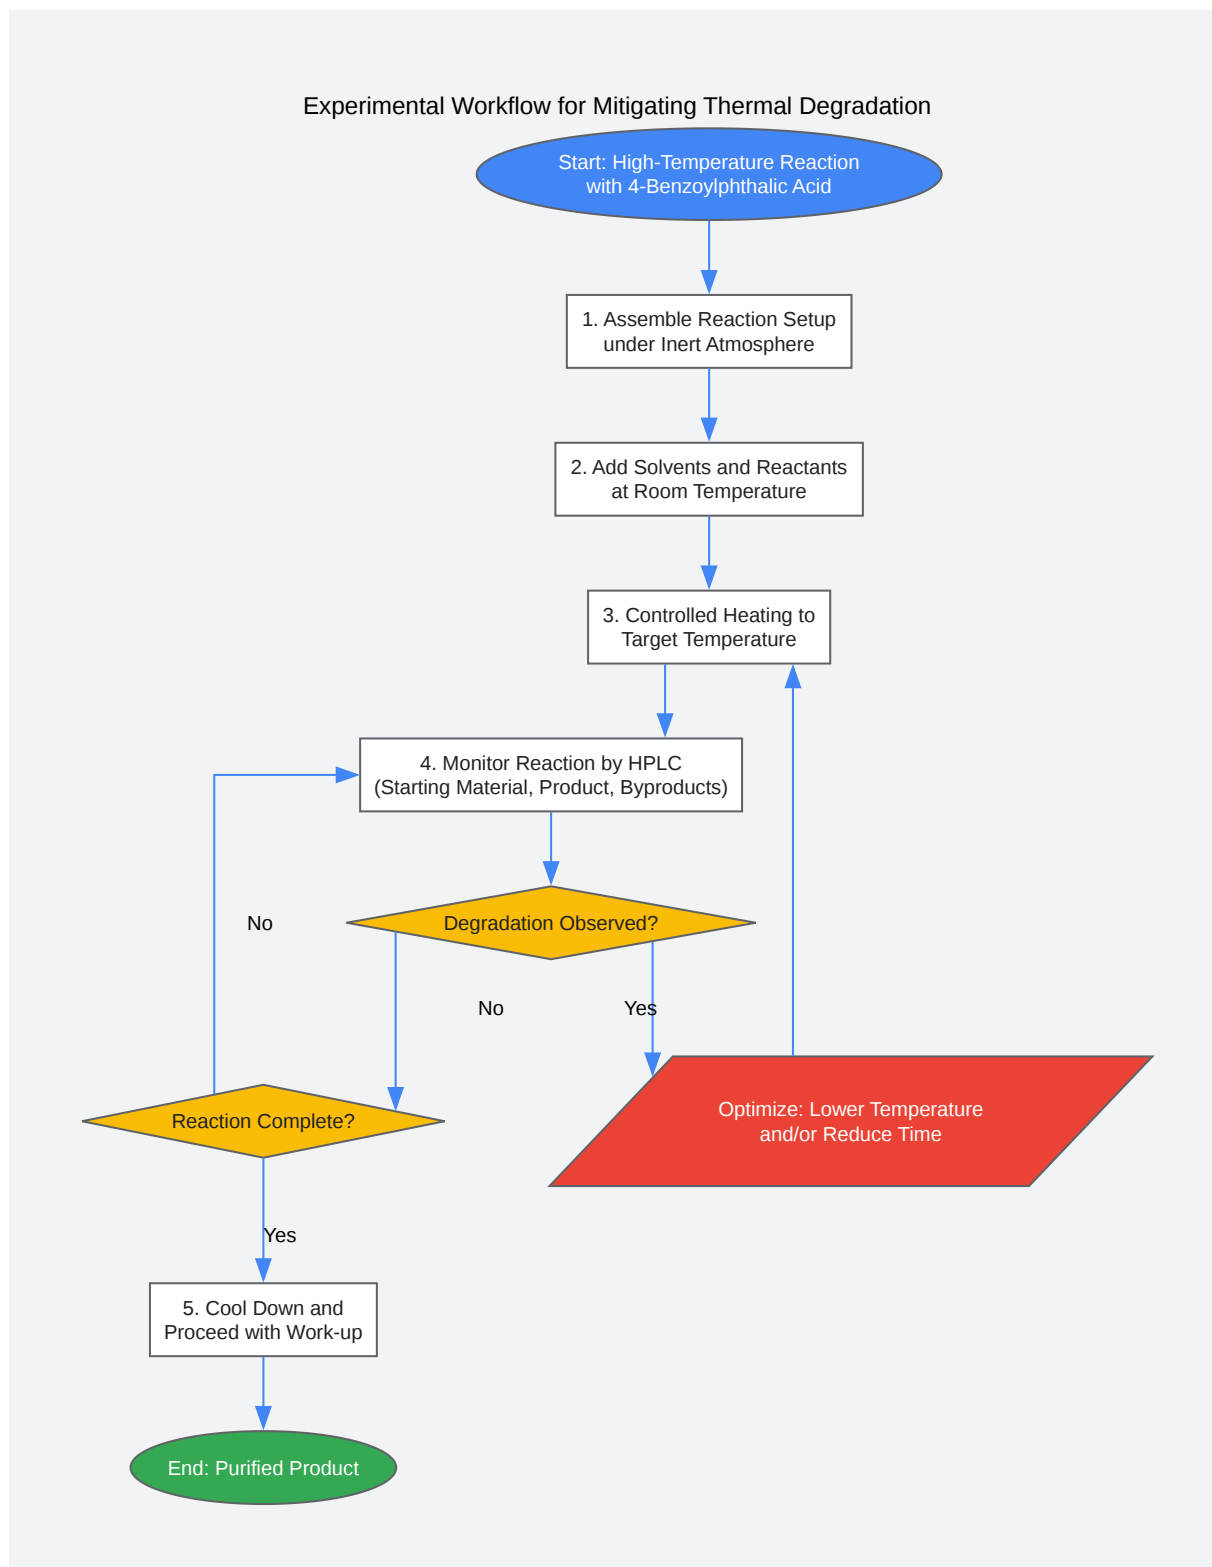 Experimental Workflow for Mitigating Thermal Degradation
Start: High-Temperature Reaction
with 4-Benzoylphthalic Acid
1. Assemble Reaction Setup
under Inert Atmosphere
2. Add Solvents and Reactants
at Room Temperature
3. Controlled Heating to
Target Temperature
4. Monitor Reaction by HPLC
(Starting Material, Product, Byproducts)
No
Degradation Observed?
No
Yes
Reaction Complete?
Optimize: Lower Temperature
and/or Reduce Time
Yes
5. Cool Down and
Proceed with Work-up
End: Purified Product